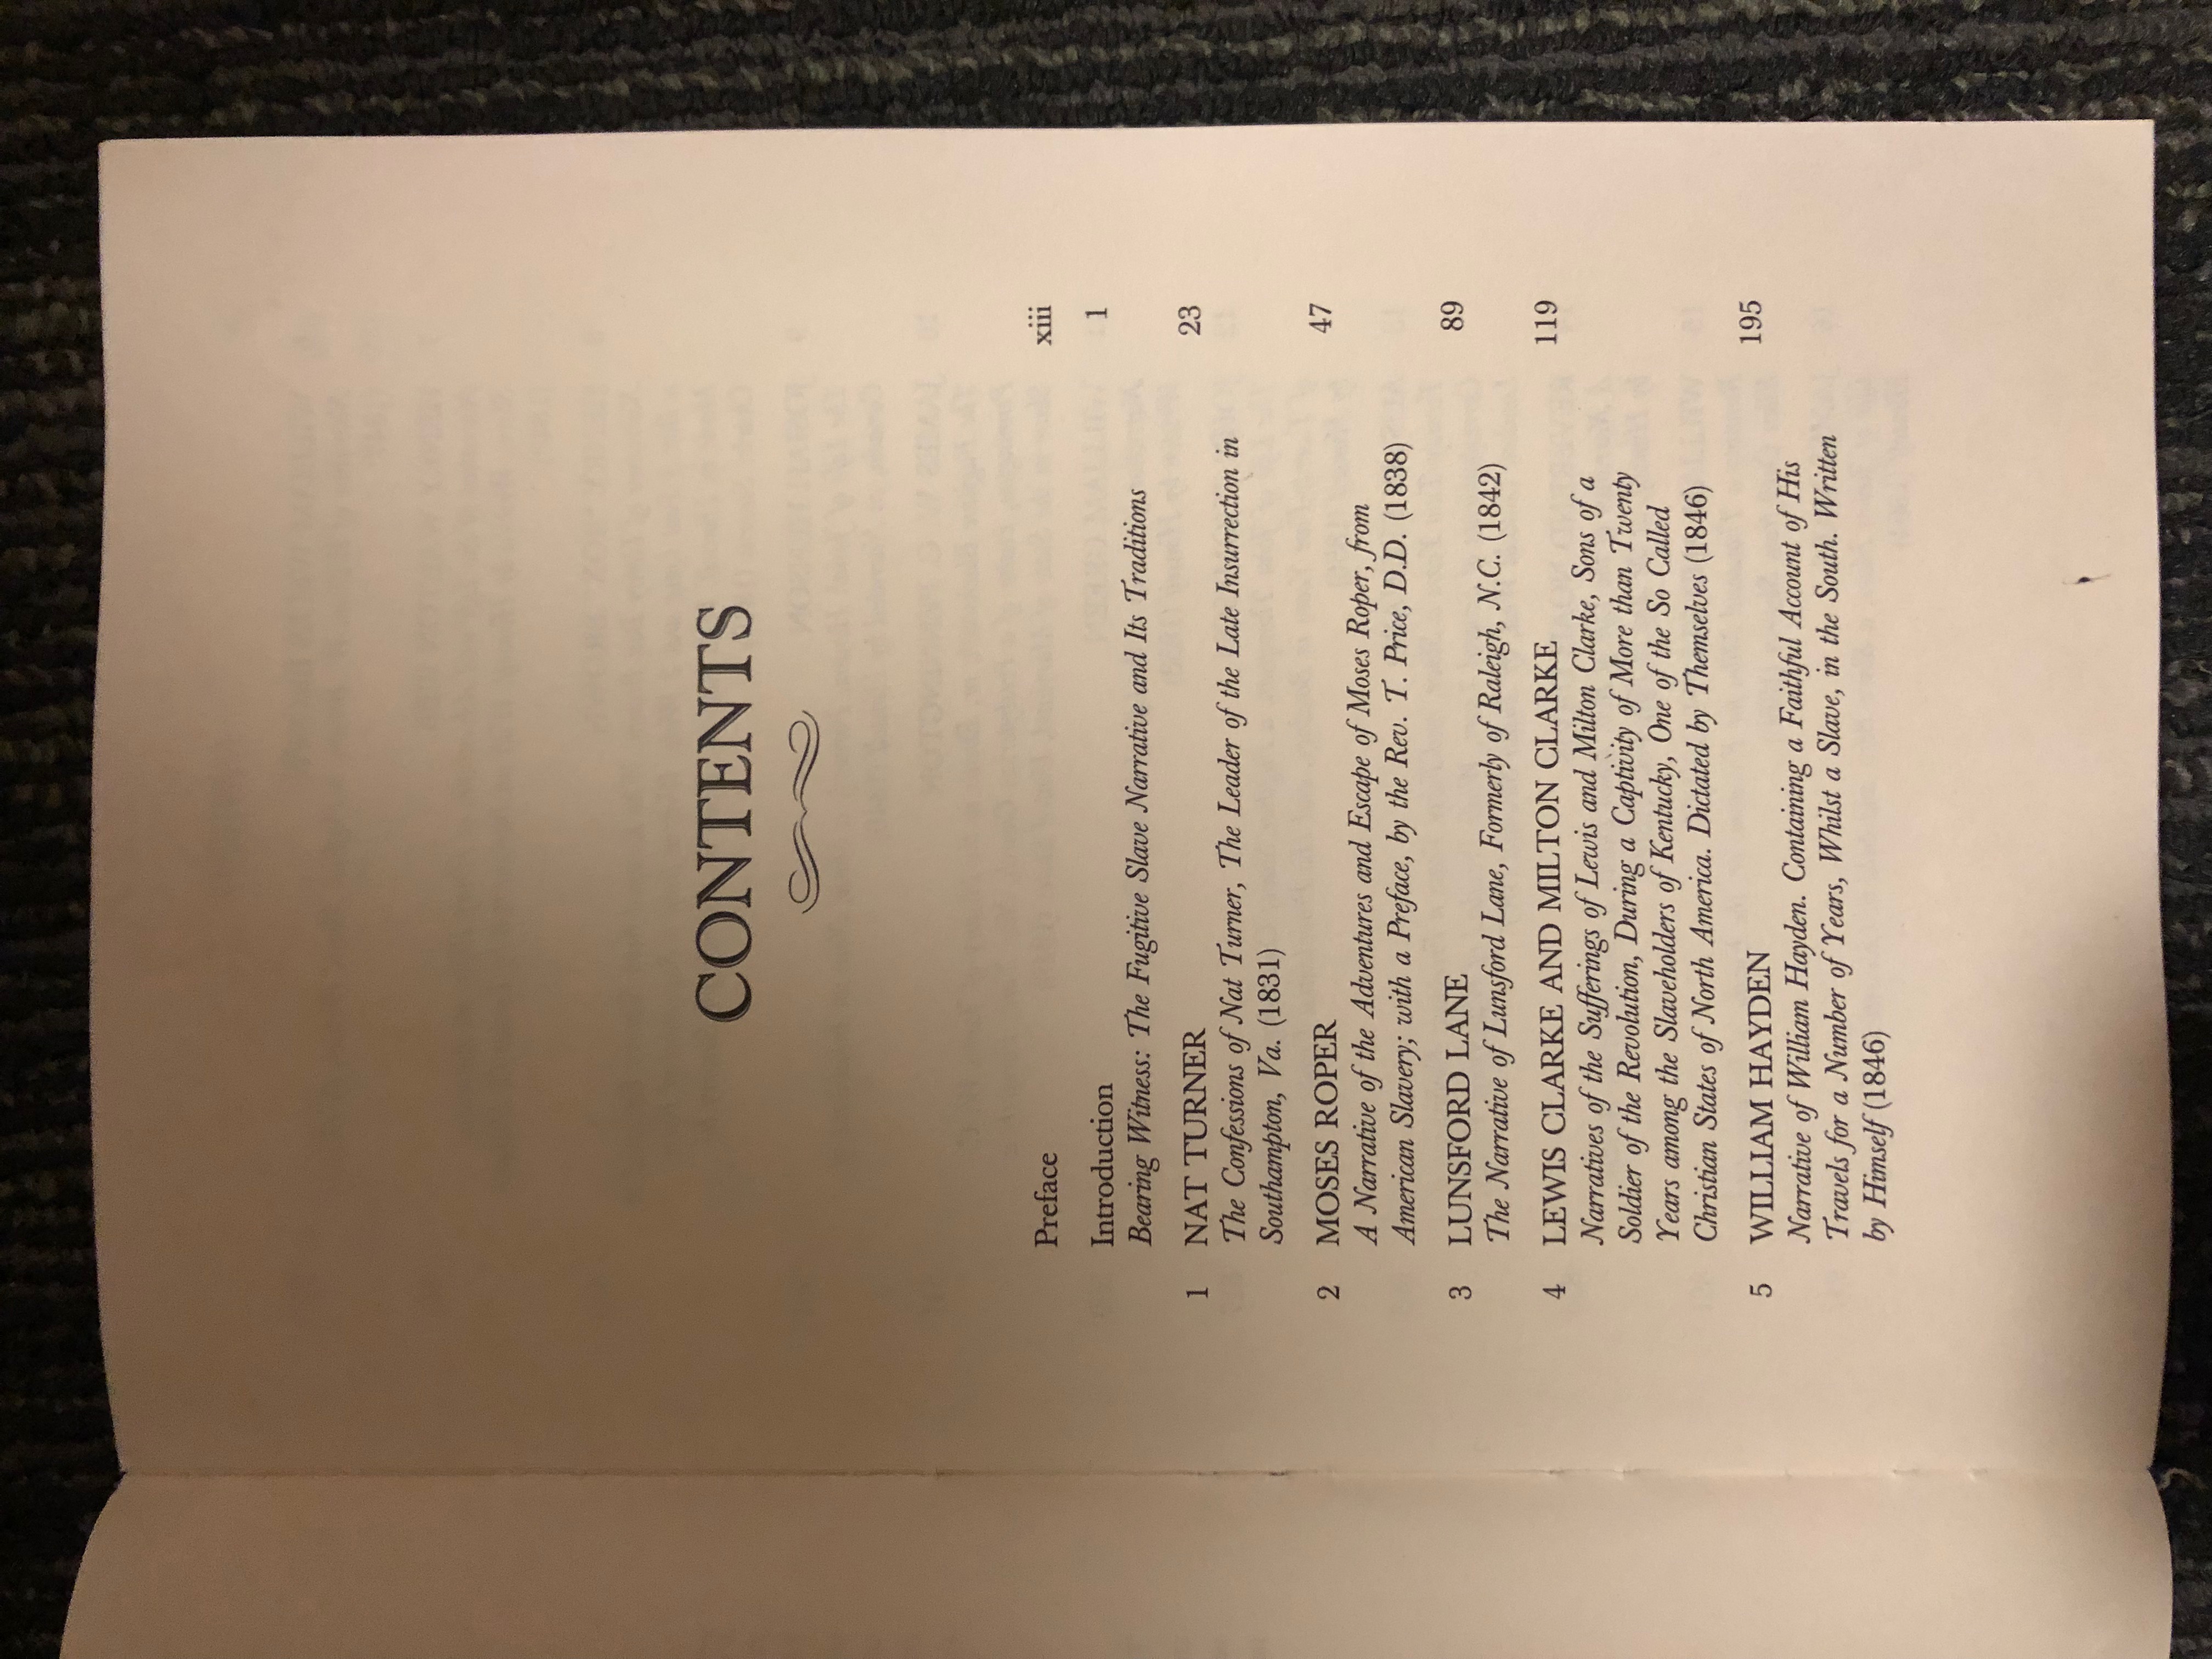 CONTENTS
Preface xiii
Introduction 1
Bearing Witness: The Fugitive Slave Narrative and Its Traditions
1 NAT TURNER 23
The Confessions of Nat Turner, The Leader of the Late Insurrection in
Southampton, Va. (1831)
2 MOSES ROPER 47
A Narrative of the Adventures and Escape of Moses Roper, from
American Slavery; with a Preface, by the Rev. T. Price, D.D. (1838)
3 LUNSFORD LANE 89
The Narrative of Lunsford Lane, Formerly of Raleigh, N.C. (1842)
4 LEWIS CLARKE AND MILTON CLARKE 119
Narratives of the Sufferings of Lewis and Milton Clarke, Sons of a
Soldier of the Revolution, During a Captivity of More than Twenty
Years among the Slaveholders of Kentucky, One of the So Called
Christian States of North America. Dictated by Themselves (1846)
5 WILLIAM HAYDEN 195
Narrative of William Hayden. Containing a Faithful Account of His
Travels for a Number of Years, Whilst a Slave, in the South. Written
by Himself (1846)